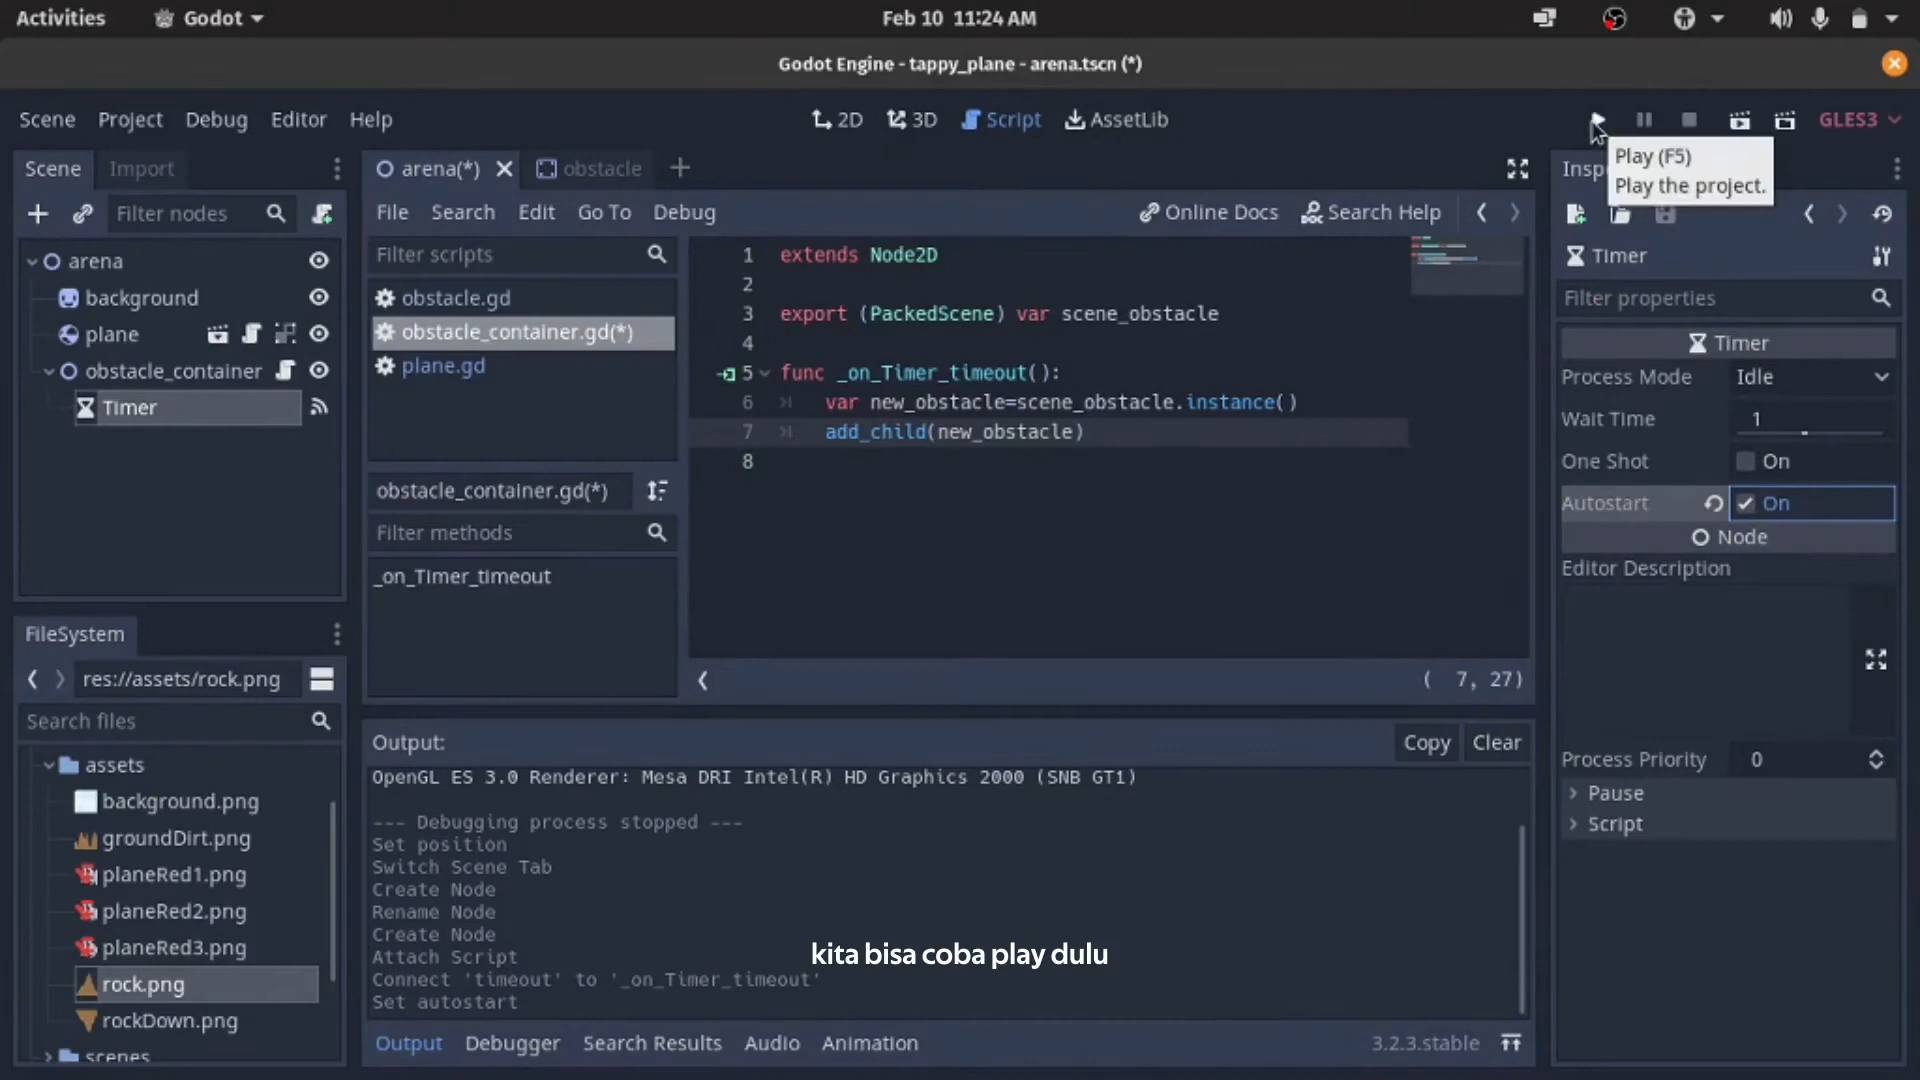 Activities
Godot
Feb 10 11:24 AM
Godot Engine - tappy_plane - arena.tscn (*)
Scene Project Debug Editor Help
2D 3D Script AssetLib
GLES3
Play (F5)
Play the project.
Scene Import
Filter nodes
arena
background
plane
obstacle_container
Timer
FileSystem
res://assets/rock.png
Search files
assets
background.png
groundDirt.png
planeRed1.png
planeRed2.png
planeRed3.png
rock.png
rockDown.png
scenes
arena(*) obstacle
File Search Edit Go To Debug
Online Docs Search Help
Filter scripts
obstacle.gd
obstacle_container.gd(*)
plane.gd
obstacle_container.gd(*)
Filter methods
_on_Timer_timeout
1 extends Node2D
2
3 export (PackedScene) var scene_obstacle
4
5 func _on_Timer_timeout():
6 var new_obstacle=scene_obstacle.instance()
7 add_child(new_obstacle)
8
( 7, 27)
Output:
Copy Clear
OpenGL ES 3.0 Renderer: Mesa DRI Intel(R) HD Graphics 2000 (SNB GT1)
--- Debugging process stopped ---
Set position
Switch Scene Tab
Create Node
Rename Node
Create Node
Attach Script
Connect 'timeout' to '_on_Timer_timeout'
Set autostart
kita bisa coba play dulu
Output Debugger Search Results Audio Animation
3.2.3.stable
Timer
Filter properties
Timer
Process Mode Idle
Wait Time 1
One Shot On
Autostart On
Node
Editor Description
Process Priority 0
Pause
Script